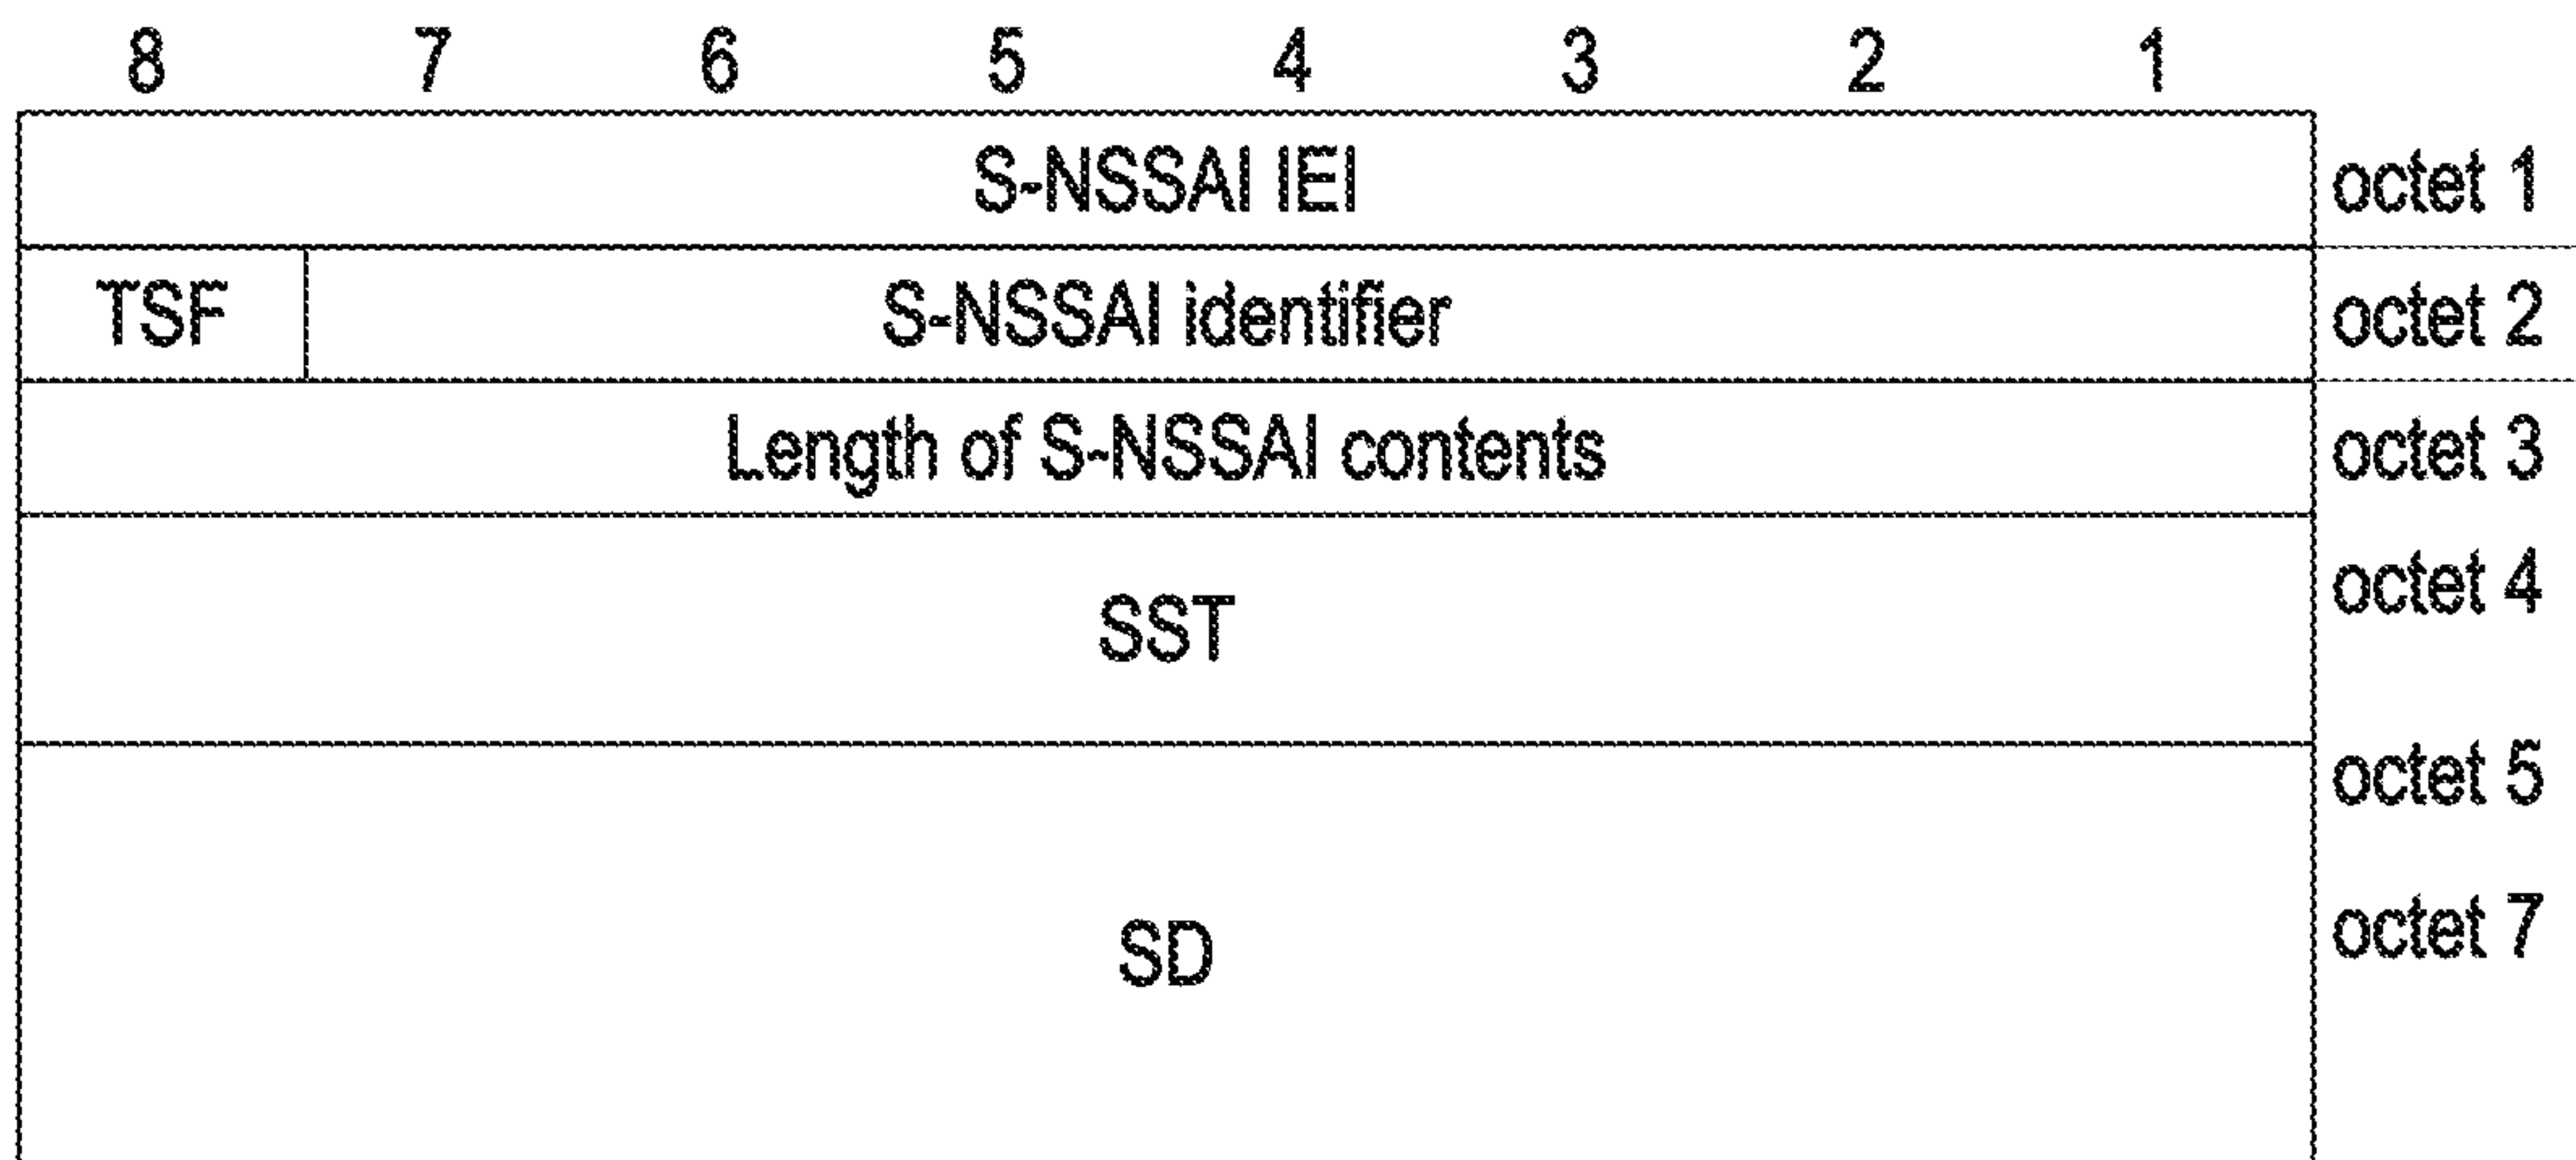 8 7 6 5 4 3 2 1
S-NSSAI IEI octet 1
TSF S-NSSAI identifier octet 2
Length of S-NSSAI contents octet 3
octet 4
SST
octet 5
octet 7
SD